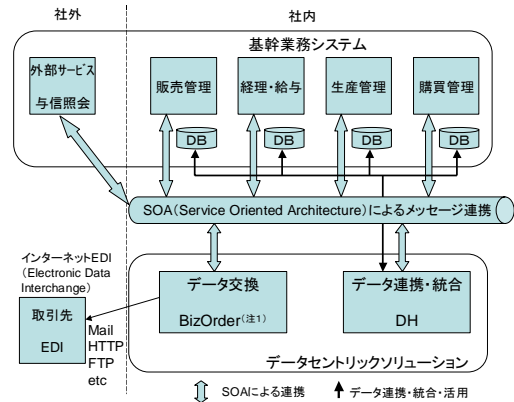 社外
社内
基幹業務システム
外部サービス
与信照会
販売管理
経理・給与
生産管理
購買管理
DB
DB
DB
DB
SOA(Service Oriented Architecture)によるメッセージ連携
インターネットEDI
(Electronic Data
Interchange)
取引先
EDI
Mail
HTTP
FTP
etc
データ交換
BizOrder(注1)
データ連携・統合
DH
データセントリックソリューション
SOAによる連携
データ連携・統合・活用